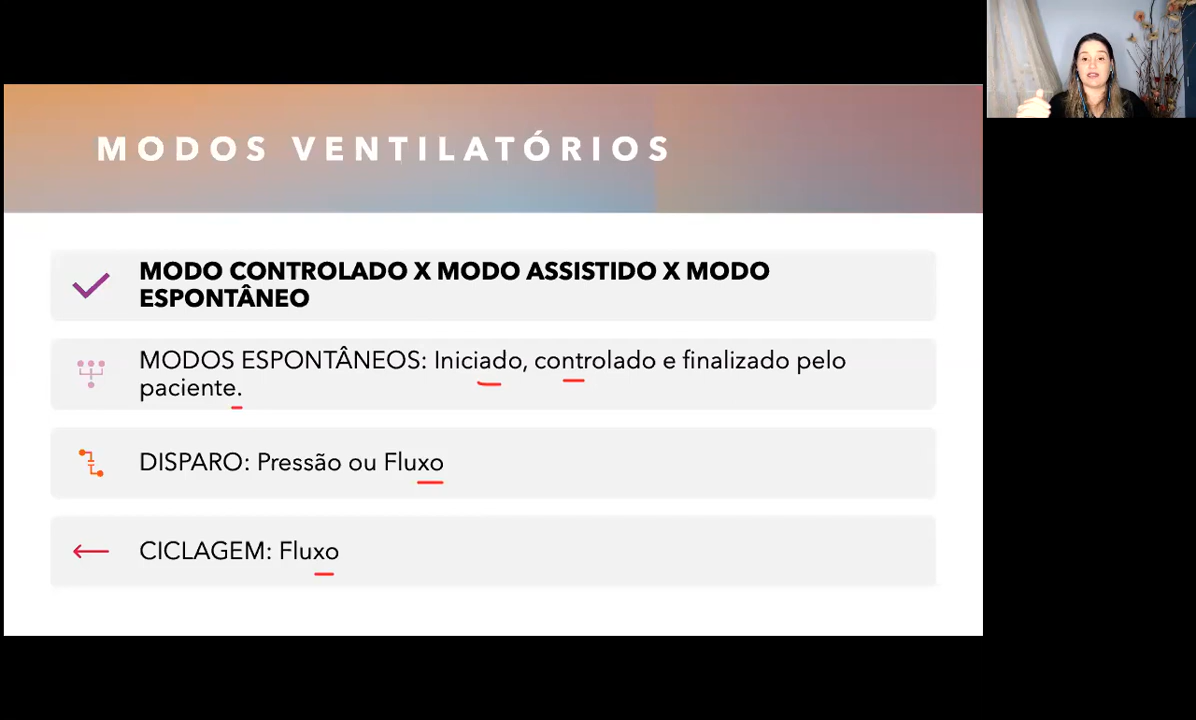 MODOS VENTILATÓRIOS
MODO CONTROLADO X MODO ASSISTIDO X MODO
ESPONTÂNEO
MODOS ESPONTÂNEOS: Iniciado, controlado e finalizado pelo
paciente.
DISPARO: Pressão ou Fluxo
CICLAGEM: Fluxo